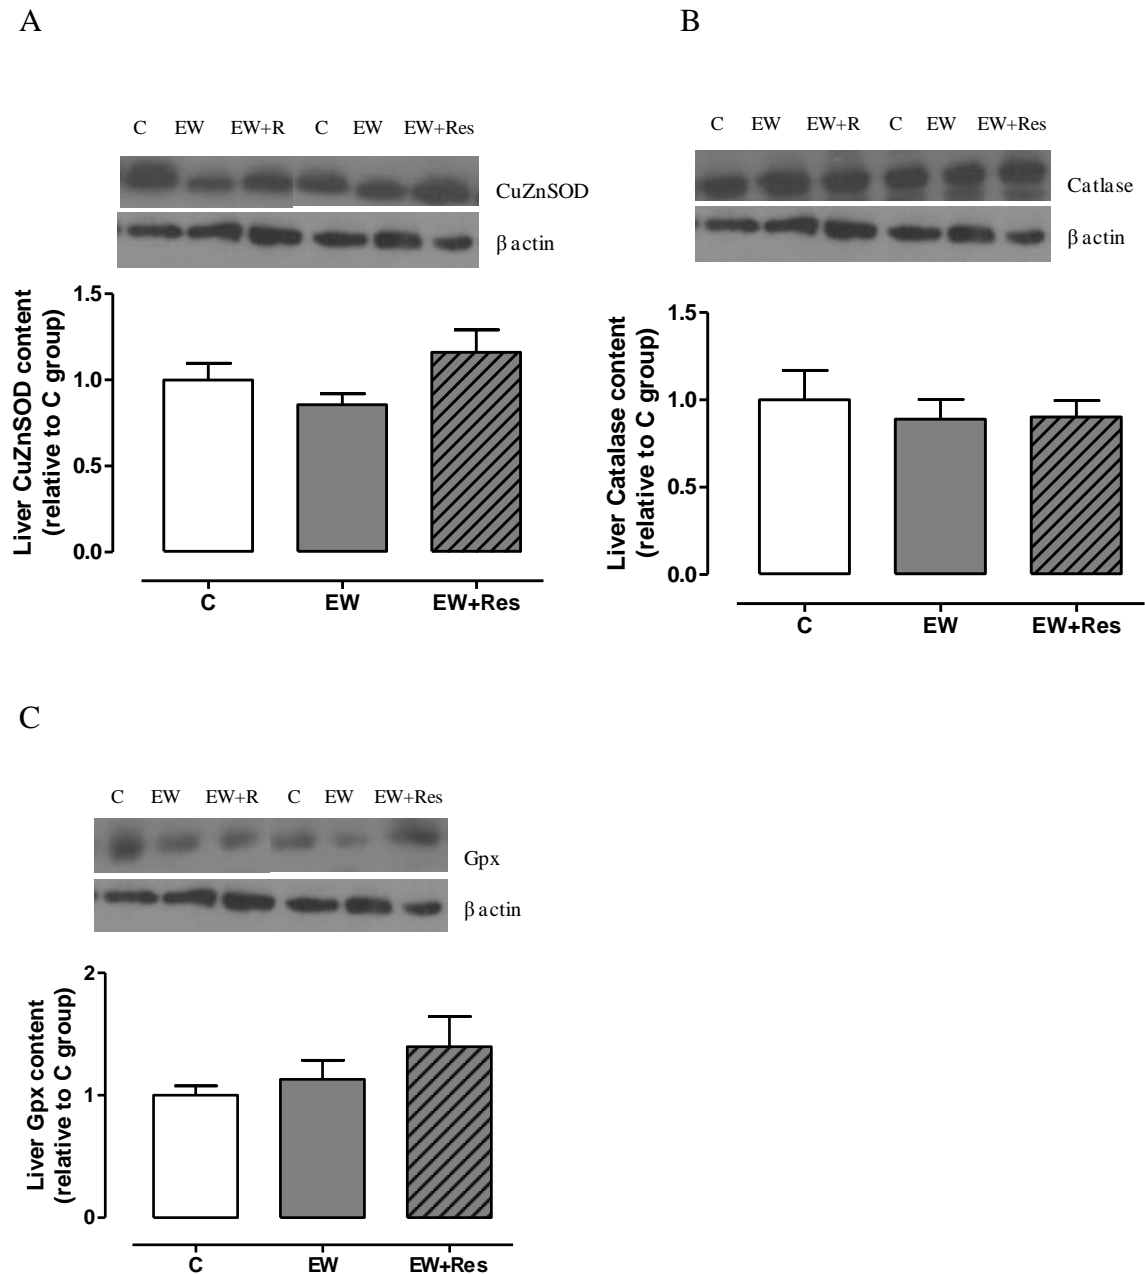 A
B
C EW EW+R C EW EW+Res
CuZnSOD
β actin
C EW EW+R C EW EW+Res
Catlase
β actin
Liver CuZnSOD content
(relative to C group)
1.5
1.0
0.5
0.0
C EW EW+Res
Liver Catalase content
(relative to C group)
1.5
1.0
0.5
0.0
C EW EW+Res
C
C EW EW+R C EW EW+Res
Gpx
β actin
Liver Gpx content
(relative to C group)
2
1
0
C EW EW+Res